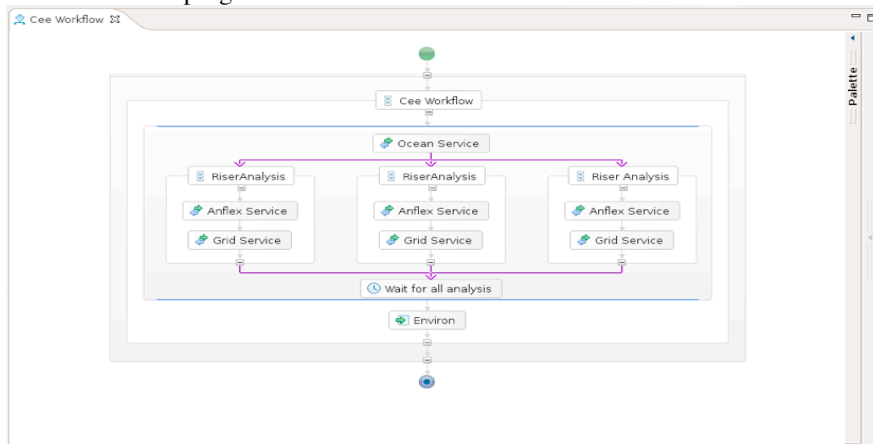 Cee Workflow
Palette
Cee Workflow
Ocean Service
RiserAnalysis RiserAnalysis Riser Analysis
Anflex Service Anflex Service Anflex Service
Grid Service Grid Service Grid Service
Wait for all analysis
Environ